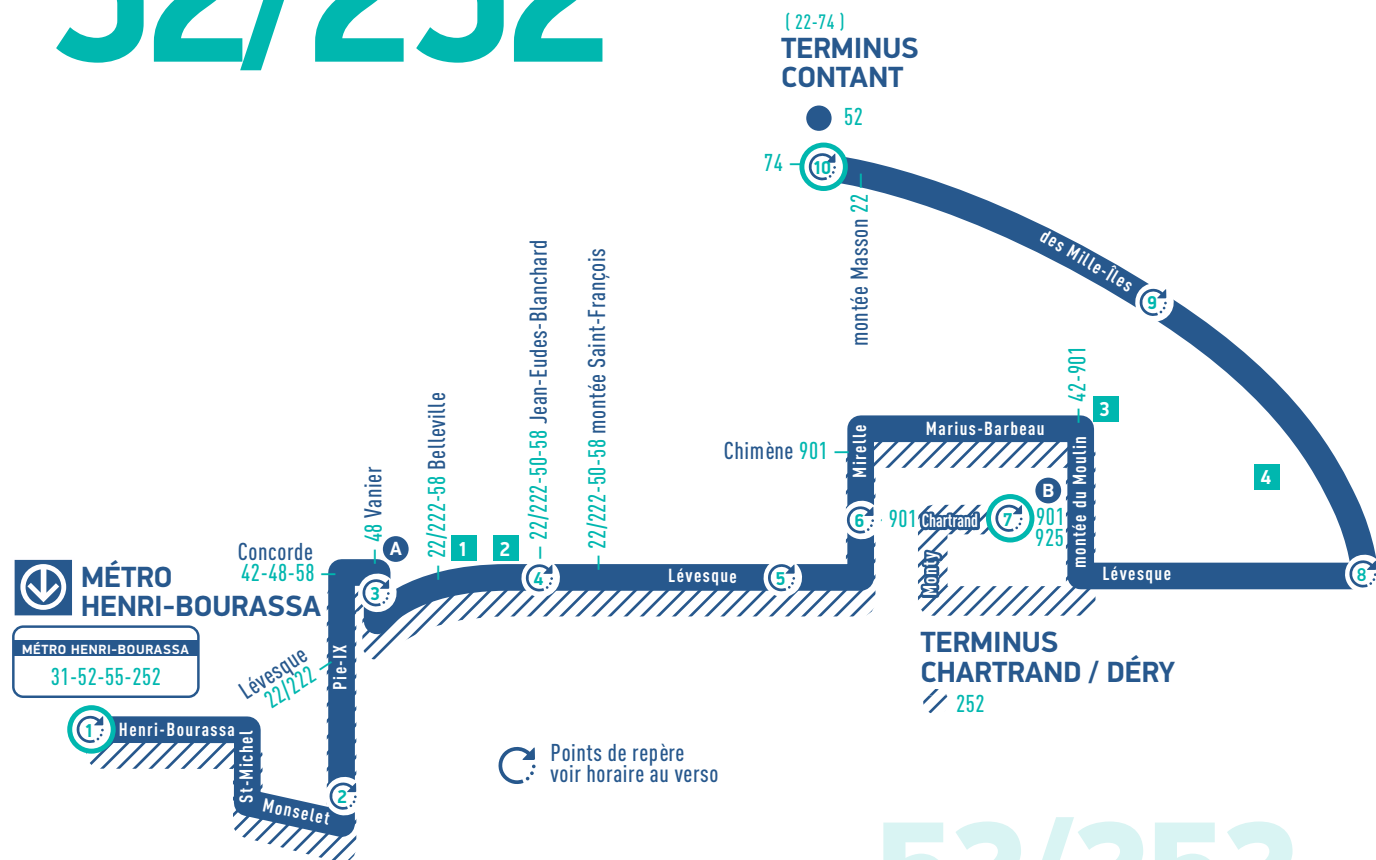 52/252
( 22-74 )
TERMINUS
CONTANT
52
74
10
montée Masson 22
des Mille-Îles
9
22/222-50-58 Jean-Eudes-Blanchard
22/222-50-58 montée Saint-François
42-901
3
22/222-58 Belleville
Mirelle
Marius-Barbeau
Chimène 901
montée du Moulin
4
48 Vanier
B
6
901
Chartrand
7
901
925
A
1
2
Concorde
42-48-58
MÉTRO
HENRI-BOURASSA
3
4
Lévesque
5
Monty
Lévesque
8
MÉTRO HENRI-BOURASSA
31-52-55-252
Lévesque
22/222
Pie-IX
TERMINUS
CHARTRAND / DÉRY
252
1
Henri-Bourassa
St-Michel
Monselet
2
Points de repère
voir horaire au verso
52/252